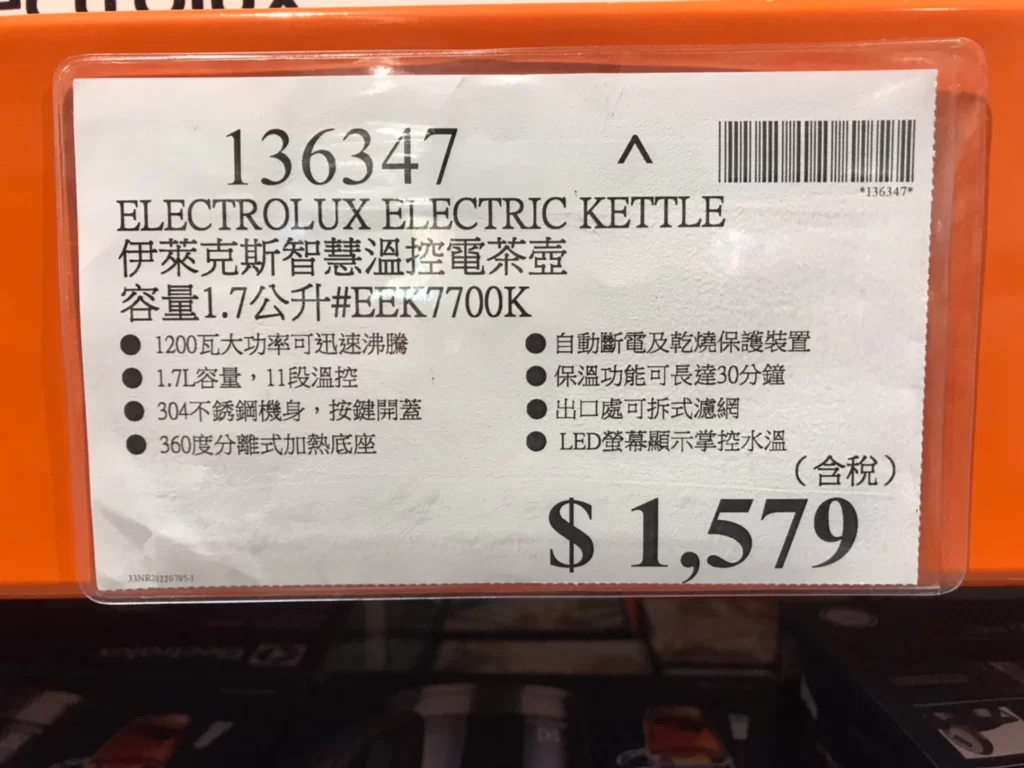 136347
^
*136347*
ELECTROLUX ELECTRIC KETTLE
伊萊克斯智慧溫控電茶壺
容量1.7公升#EEK7700K
● 1200瓦大功率可迅速沸騰
● 1.7L容量，11段溫控
● 304不銹鋼機身，按鍵開蓋
● 360度分離式加熱底座
● 自動斷電及乾燒保護裝置
● 保溫功能可長達30分鐘
● 出口處可拆式濾網
● LED螢幕顯示掌控水溫
（含稅）
$ 1,579
33NR20220705-1
Electrolux